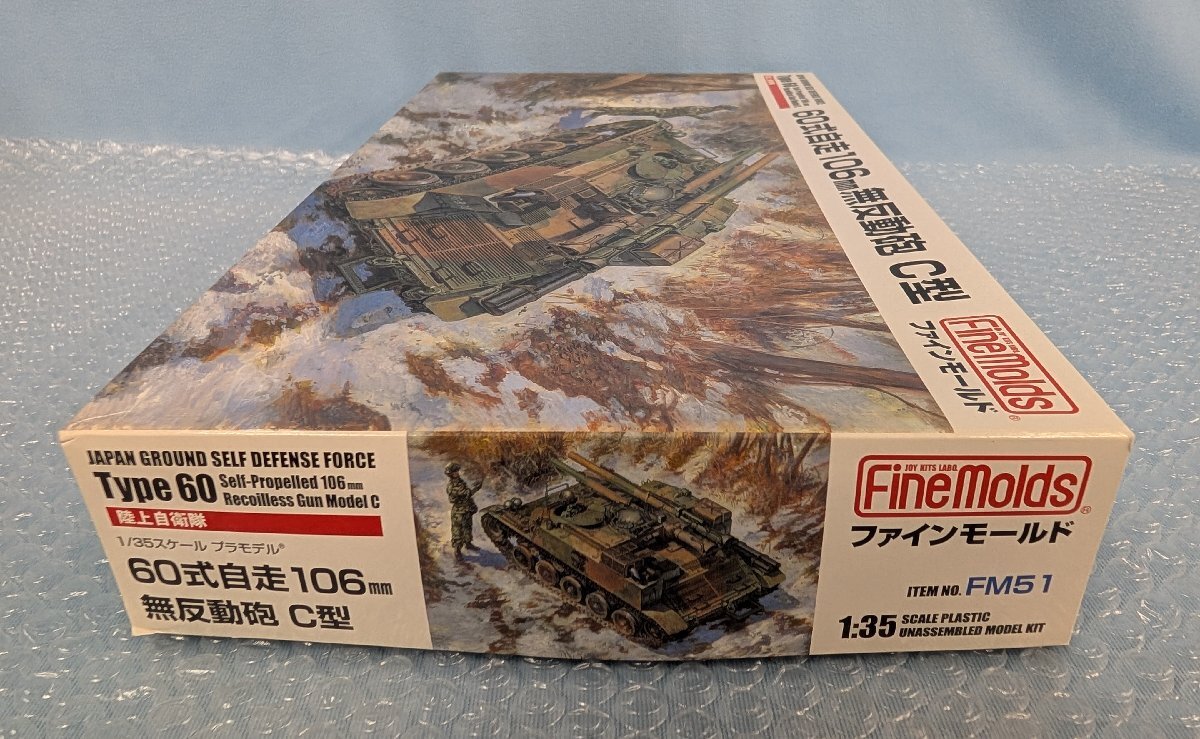 60式自走106㎜無反動砲 C型
FineMolds
ファインモールド
JAPAN GROUND SELF DEFENSE FORCE
Type 60 Self-Propelled 106mm
Recoilless Gun Model C
陸上自衛隊
1/35スケール プラモデル®
60式自走106㎜
無反動砲 C型
JOY KITS LABO.
FineMolds®
ファインモールド
ITEM NO. FM51
1:35 SCALE PLASTIC
UNASSEMBLED MODEL KIT